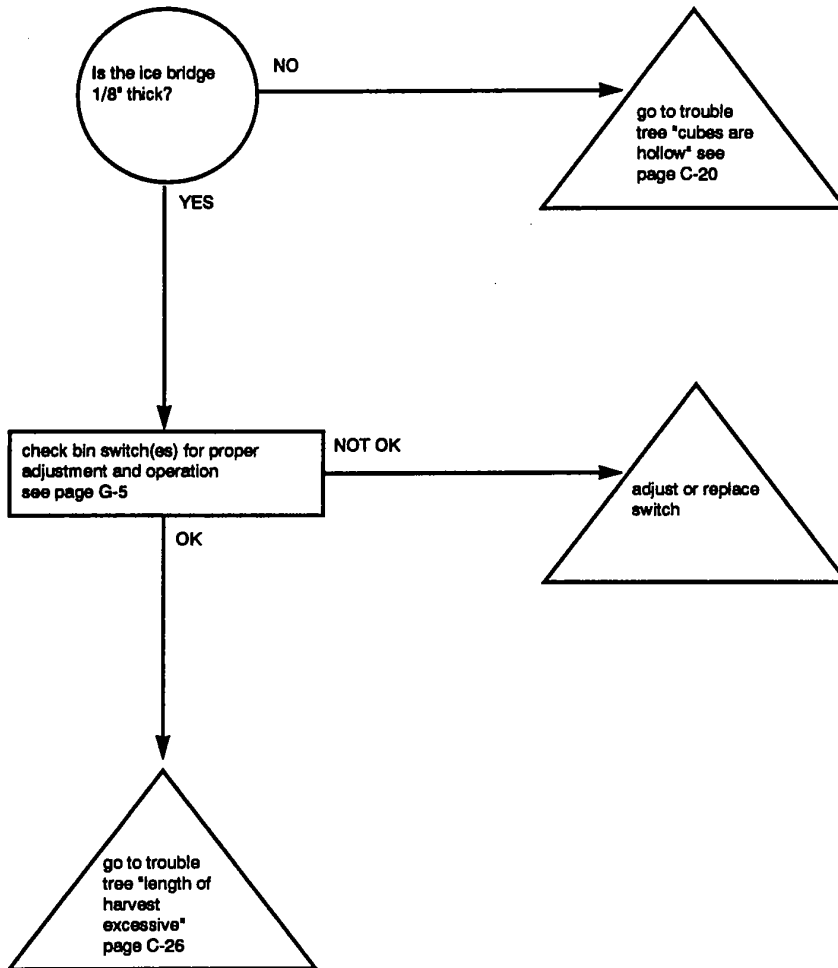 Is the ice bridge
1/8" thick?
NO
go to trouble
tree "cubes are
hollow" see
page C-20
YES
check bin switch(es) for proper
adjustment and operation
see page G-5
NOT OK
adjust or replace
switch
OK
go to trouble
tree "length of
harvest
excessive"
page C-26